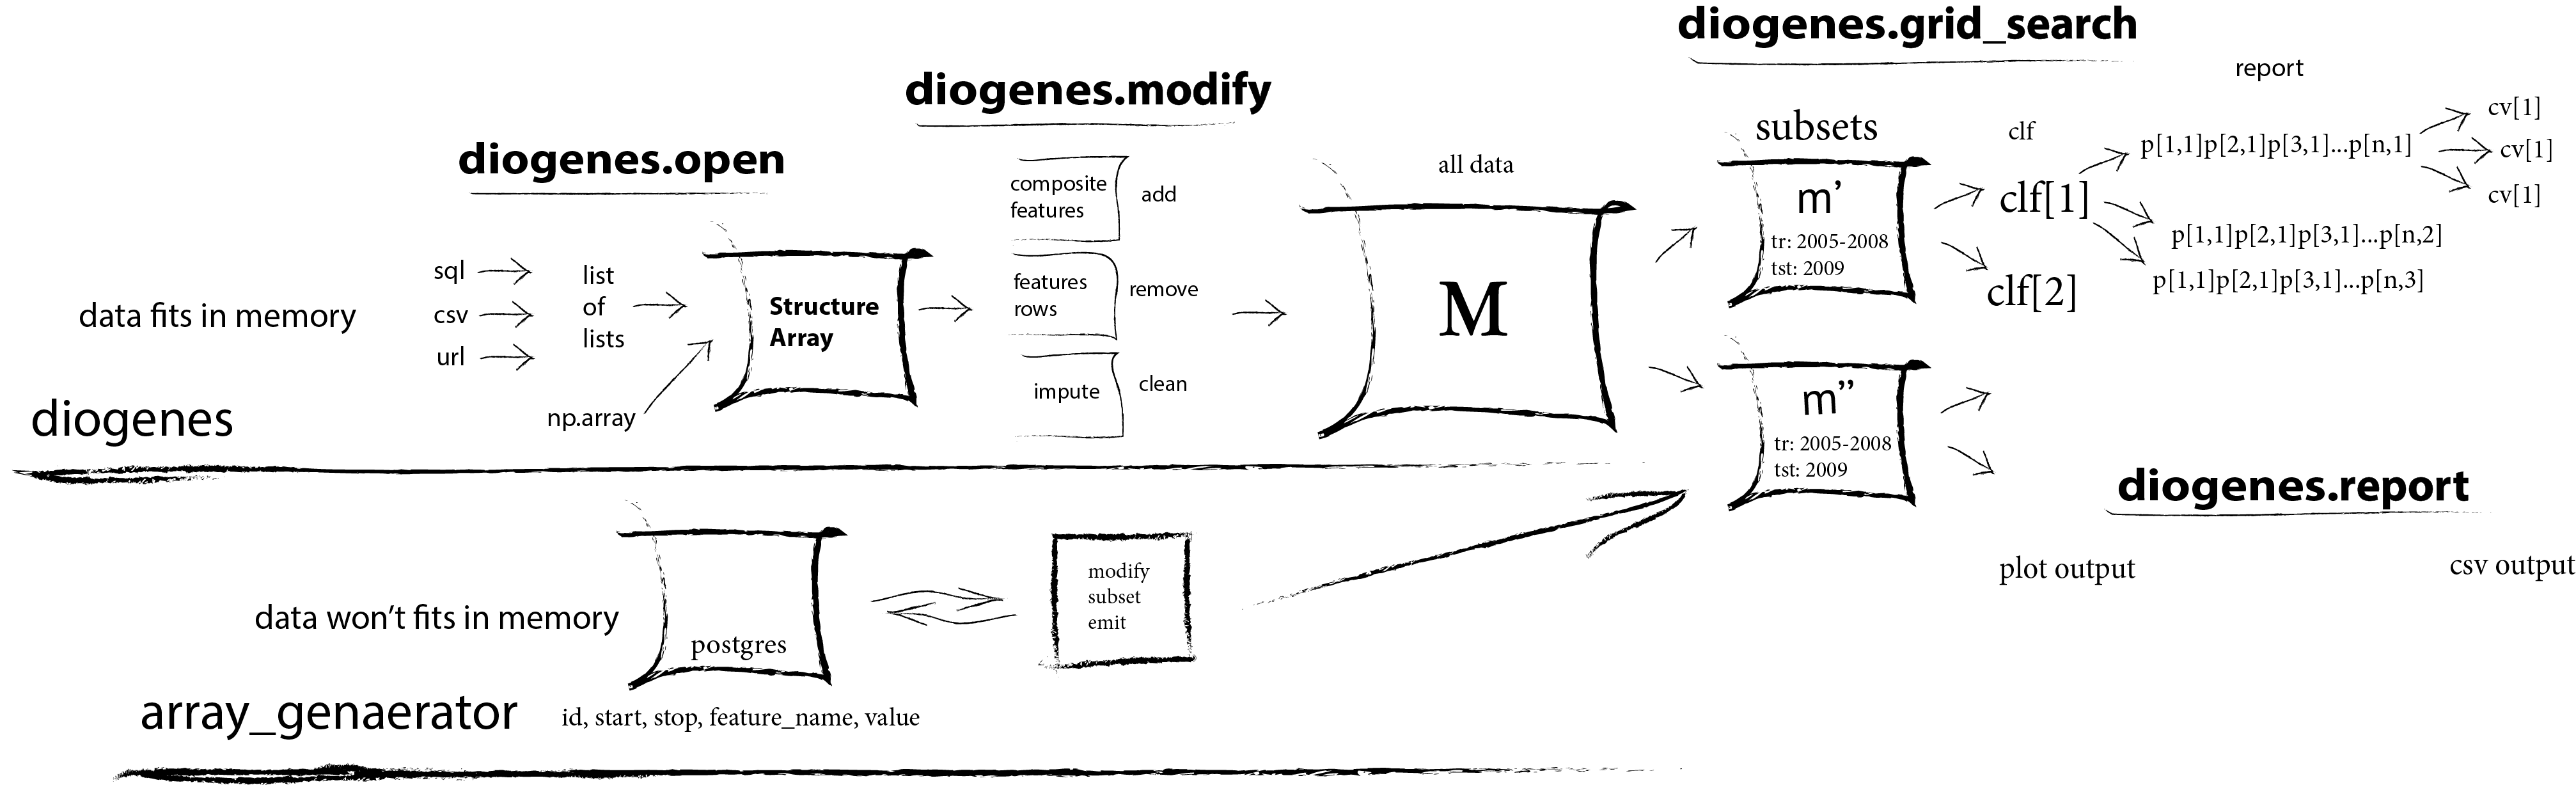 diogenes.grid_search
report
diogenes.modify
diogenes.open
subsets
clf
cv[1]
p[1,1]p[2,1]p[3,1]...p[n,1]
cv[1]
cv[1]
all data
composite
features
add
m’
tr: 2005-2008
tst: 2009
clf[1]
clf[2]
p[1,1]p[2,1]p[3,1]...p[n,2]
p[1,1]p[2,1]p[3,1]...p[n,3]
data fits in memory
sql
csv
url
list
of
lists
np.array
Structure
Array
features
rows
remove
impute
clean
M
m”
tr: 2005-2008
tst: 2009
diogenes
diogenes.report
plot output
csv output
data won’t fits in memory
postgres
modify
subset
emit
array_genaerator
id, start, stop, feature_name, value